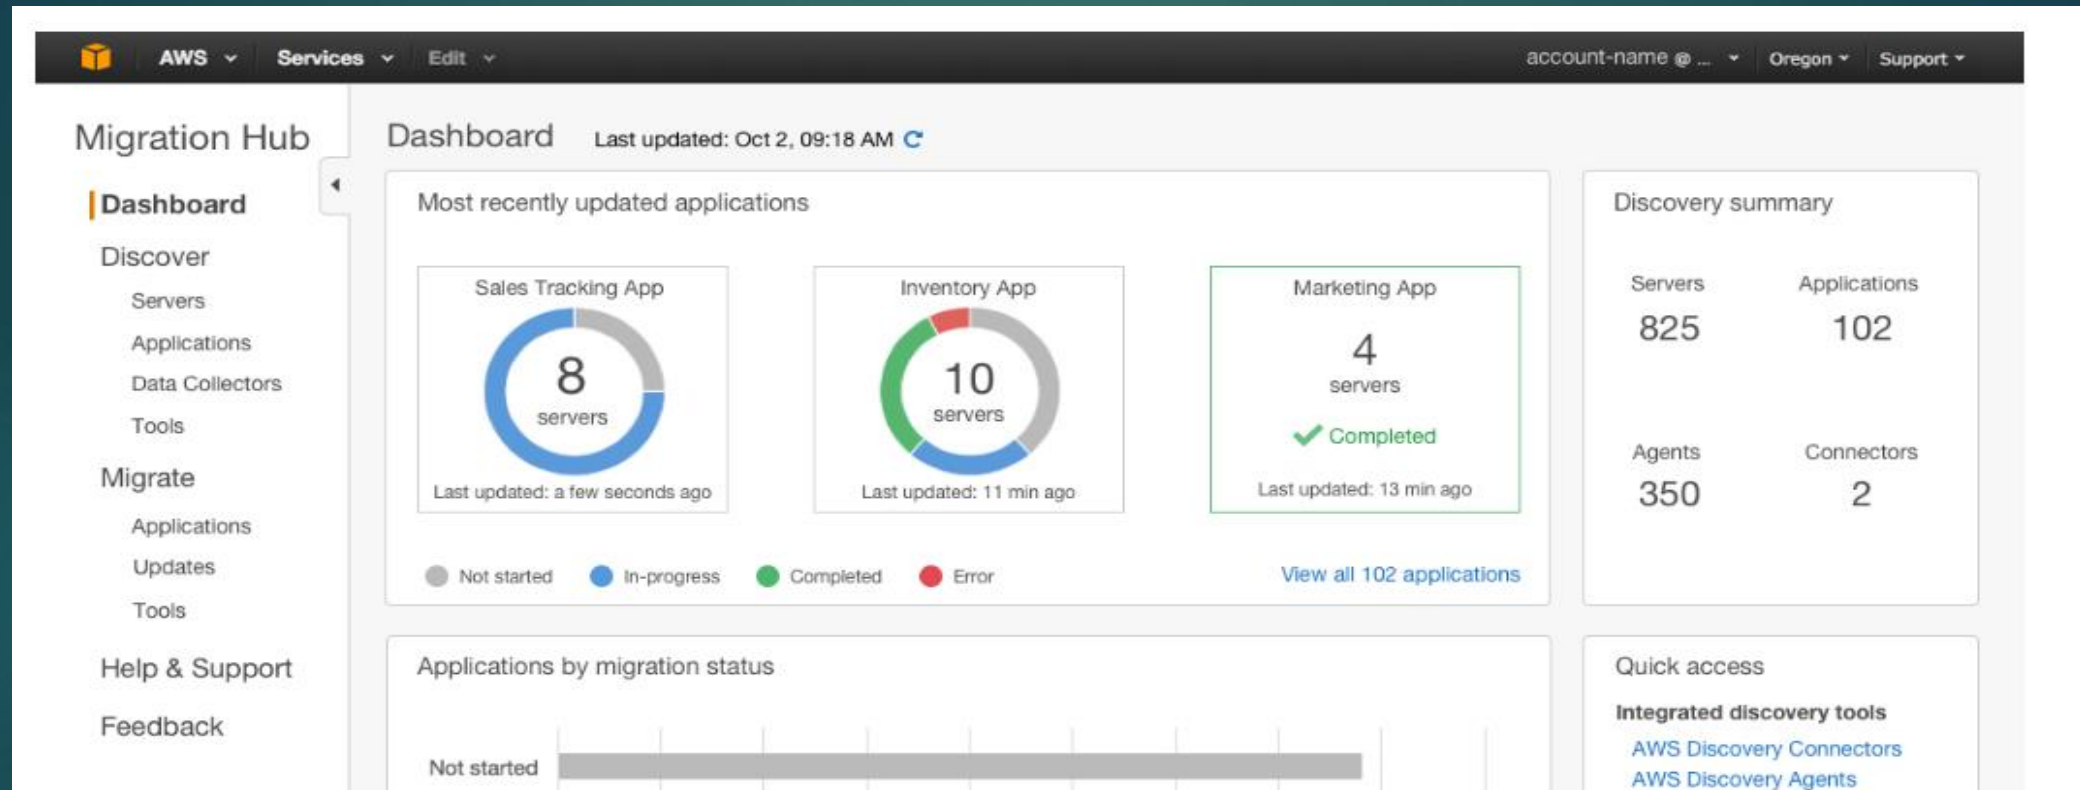 AWS Services Edit account-name @ ... Oregon Support
Migration Hub
Dashboard
Discover
Servers
Applications
Data Collectors
Tools
Migrate
Applications
Updates
Tools
Help & Support
Feedback
Dashboard Last updated: Oct 2, 09:18 AM
Most recently updated applications
Sales Tracking App
8
servers
Last updated: a few seconds ago
Inventory App
10
servers
Last updated: 11 min ago
Marketing App
4
servers
Completed
Last updated: 13 min ago
Not started In-progress Completed Error
View all 102 applications
Discovery summary
Servers Applications
825 102
Agents Connectors
350 2
Applications by migration status
Not started
Quick access
Integrated discovery tools
AWS Discovery Connectors
AWS Discovery Agents